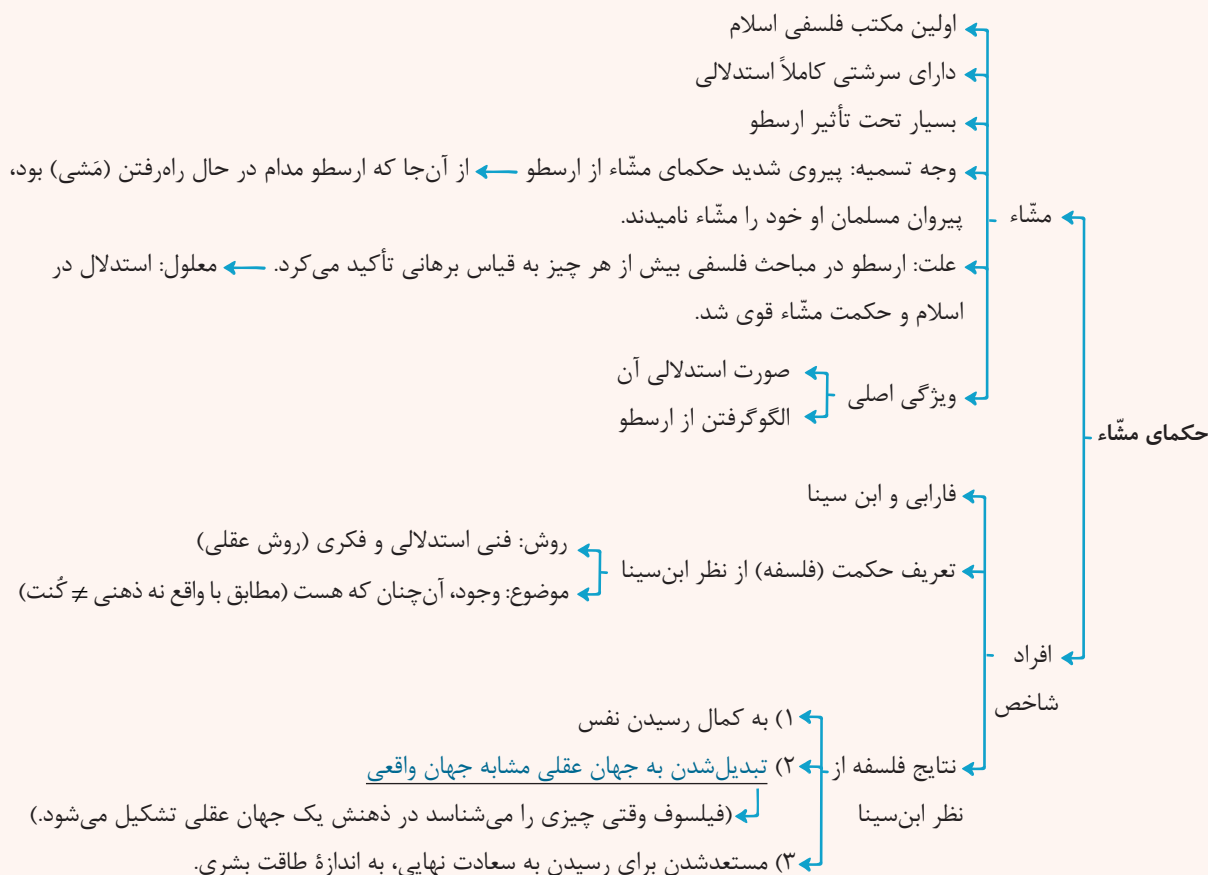 حکمای مشّاء
مشّاء
اولین مکتب فلسفی اسلام
دارای سرشتی کاملاً استدلالی
بسیار تحت تأثیر ارسطو
وجه تسمیه: پیروی شدید حکمای مشّاء از ارسطو ← از آن‌جا که ارسطو مدام در حال راه‌رفتن (مَشی) بود،
پیروان مسلمان او خود را مشّاء نامیدند.
علت: ارسطو در مباحث فلسفی بیش از هر چیز به قیاس برهانی تأکید می‌کرد. ← معلول: استدلال در
اسلام و حکمت مشّاء قوی شد.
ویژگی اصلی
صورت استدلالی آن
الگوگرفتن از ارسطو
افراد
شاخص
فارابی و ابن سینا
تعریف حکمت (فلسفه) از نظر ابن‌سینا
روش: فنی استدلالی و فکری (روش عقلی)
موضوع: وجود، آن‌چنان که هست (مطابق با واقع نه ذهنی ≠ کُنت)
نتایج فلسفه از
نظر ابن‌سینا
۱) به کمال رسیدن نفس
۲) تبدیل‌شدن به جهان عقلی مشابه جهان واقعی
(فیلسوف وقتی چیزی را می‌شناسد در ذهنش یک جهان عقلی تشکیل می‌شود.)
۳) مستعدشدن برای رسیدن به سعادت نهایی، به اندازۀ طاقت بشری.